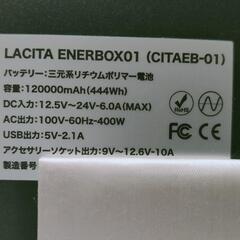 LACITA ENERBOX01 (CITAEB-01)
バッテリー:三元系リチウムポリマー電池
容量:120000mAh(444Wh)
DC入力:12.5V~24V-6.0A(MAX)
AC出力:100V-60Hz-400W
USB出力:5V-2.1A
アクセサリーソケット出力:9V~12.6V-10A
製造番号